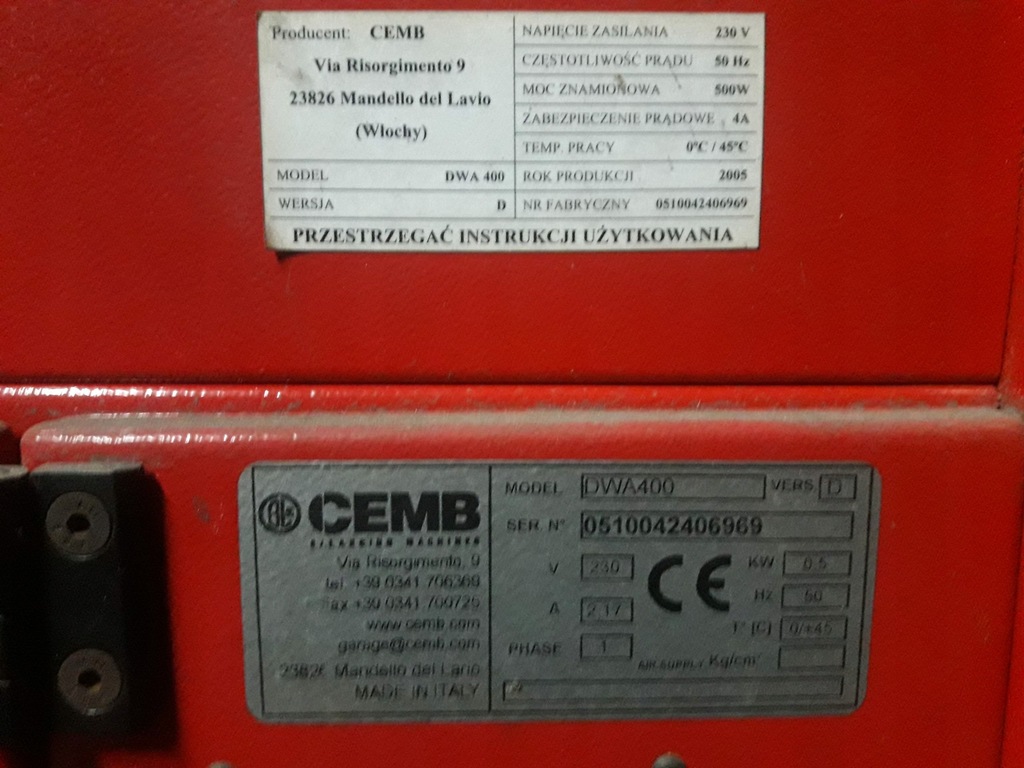 Producent: CEMB
Via Risorgimento 9
23826 Mandello del Lavio
(Włochy)
MODEL DWA 400
WERSJA D
NAPIĘCIE ZASILANIA 230 V
CZĘSTOTLIWOŚĆ PRĄDU 50 Hz
MOC ZNAMIONOWA 500W
ZABEZPIECZENIE PRĄDOWE 4A
TEMP. PRACY 0°C / 45°C
ROK PRODUKCJI 2005
NR FABRYCZNY 0510042406969
PRZESTRZEGAĆ INSTRUKCJI UŻYTKOWANIA
CEMB
BALANCING MACHINES
Via Risorgimento, 9
tel. +39 0341 706369
fax +39 0341 700725
www.cemb.com
garage@cemb.com
23826 Mandello del Lario
MADE IN ITALY
MODEL DWA400 VERS. D
SER. N° 0510042406969
V 230 CE KW 0.5
A 2.17 Hz 50
T° [C] 0/+45
PHASE 1
AIR SUPPLY Kg/cm²